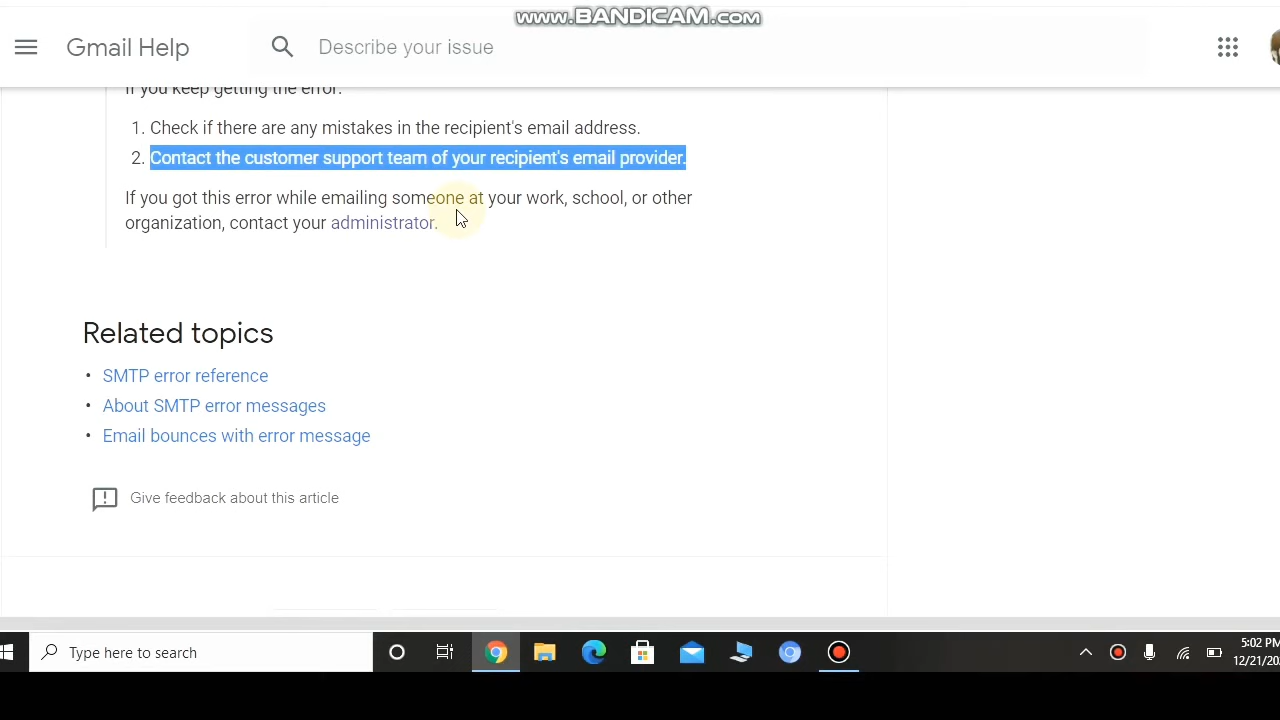 www.BANDICAM.com
Gmail Help
Describe your issue
If you keep getting the error:
1. Check if there are any mistakes in the recipient's email address.
2. Contact the customer support team of your recipient's email provider.
If you got this error while emailing someone at your work, school, or other
organization, contact your administrator.
Related topics
• SMTP error reference
• About SMTP error messages
• Email bounces with error message
Give feedback about this article
Type here to search
5:02 PM
12/21/20